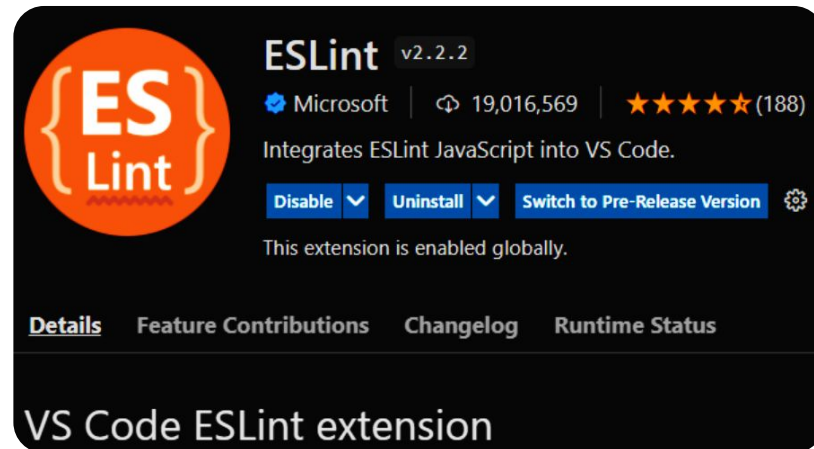 {ES}
Lint
ESLint v2.2.2
Microsoft 19,016,569 (188)
Integrates ESLint JavaScript into VS Code.
Disable Uninstall Switch to Pre-Release Version
This extension is enabled globally.
Details Feature Contributions Changelog Runtime Status
VS Code ESLint extension